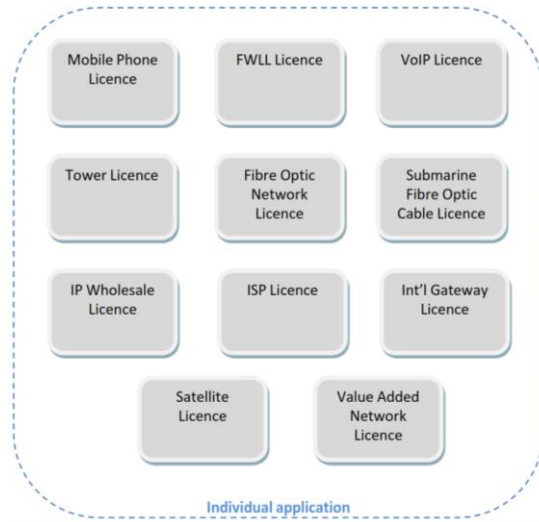 Mobile Phone
Licence
FWLL Licence
VoIP Licence
Tower Licence
Fibre Optic
Network
Licence
Submarine
Fibre Optic
Cable Licence
IP Wholesale
Licence
ISP Licence
Int'l Gateway
Licence
Satellite
Licence
Value Added
Network
Licence
Individual application